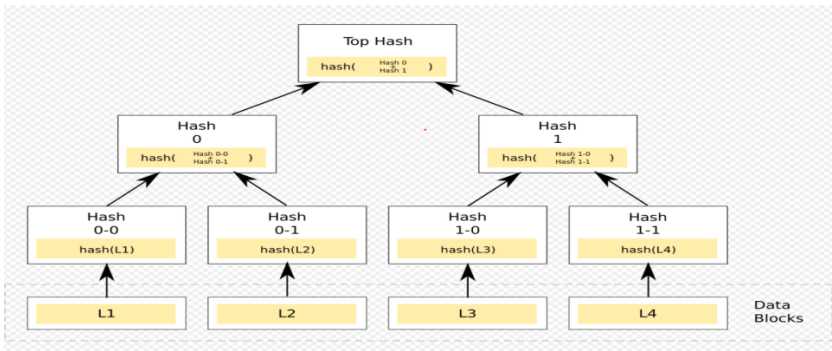 Top Hash
hash( Hash 0 + Hash 1 )
Hash
0
hash( Hash 0-0 + Hash 0-1 )
Hash
1
hash( Hash 1-0 + Hash 1-1 )
Hash
0-0
hash(L1)
Hash
0-1
hash(L2)
Hash
1-0
hash(L3)
Hash
1-1
hash(L4)
L1
L2
L3
L4
Data
Blocks